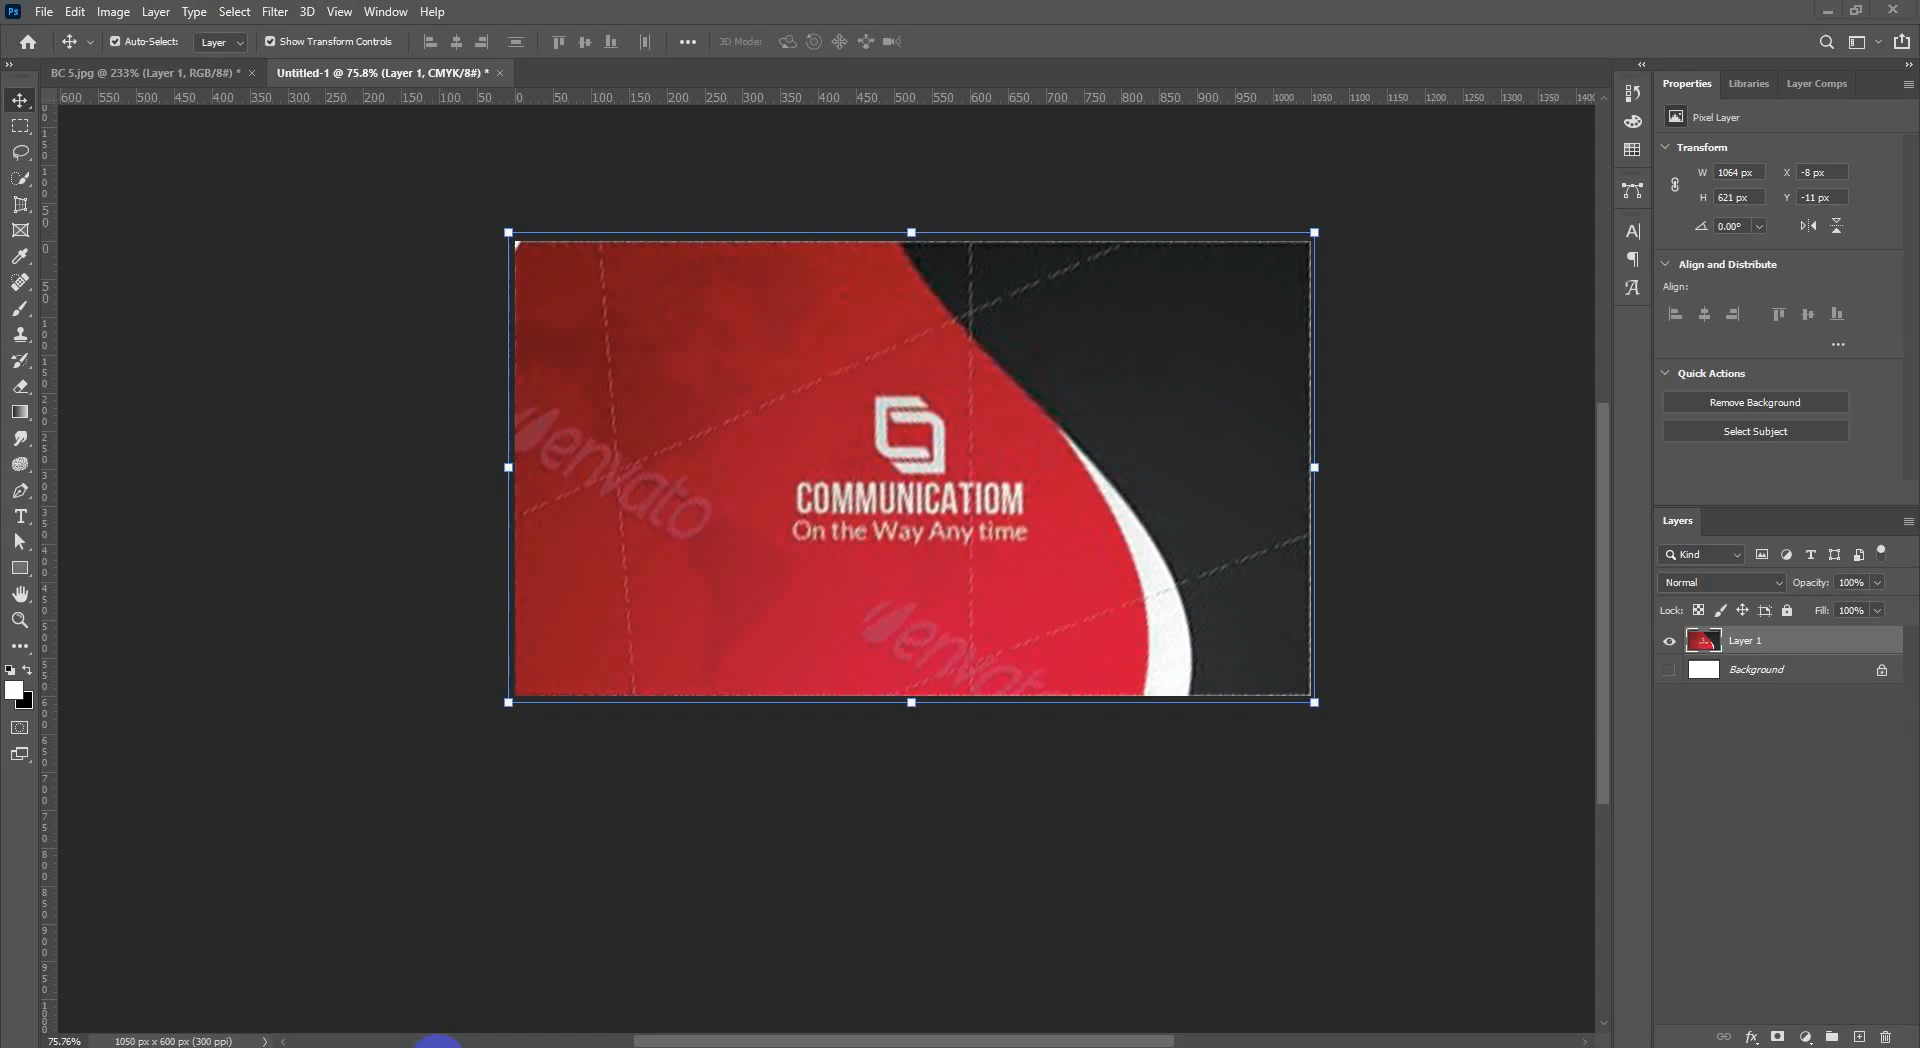 Ps File Edit Image Layer Type Select Filter 3D View Window Help
Auto-Select: Layer Show Transform Controls 3D Mode:
BC 5.jpg @ 233% (Layer 1, RGB/8#) * × Untitled-1 @ 75.8% (Layer 1, CMYK/8#) * ×
600 550 500 450 400 350 300 250 200 150 100 50 0 50 100 150 200 250 300 350 400 450 500 550 600 650 700 750 800 850 900 950 1000 1050 1100 1150 1200 1250 1300 1350 1400
Properties Libraries Layer Comps
Pixel Layer
Transform
W 1064 px X -8 px
H 621 px Y -11 px
0.00°
Align and Distribute
Align:
Quick Actions
Remove Background
Select Subject
envato
COMMUNICATIOM
On the Way Any time
envato
Layers
Kind
Normal Opacity: 100%
Lock: Fill: 100%
Layer 1
Background
75.76% 1050 px x 600 px (300 ppi)